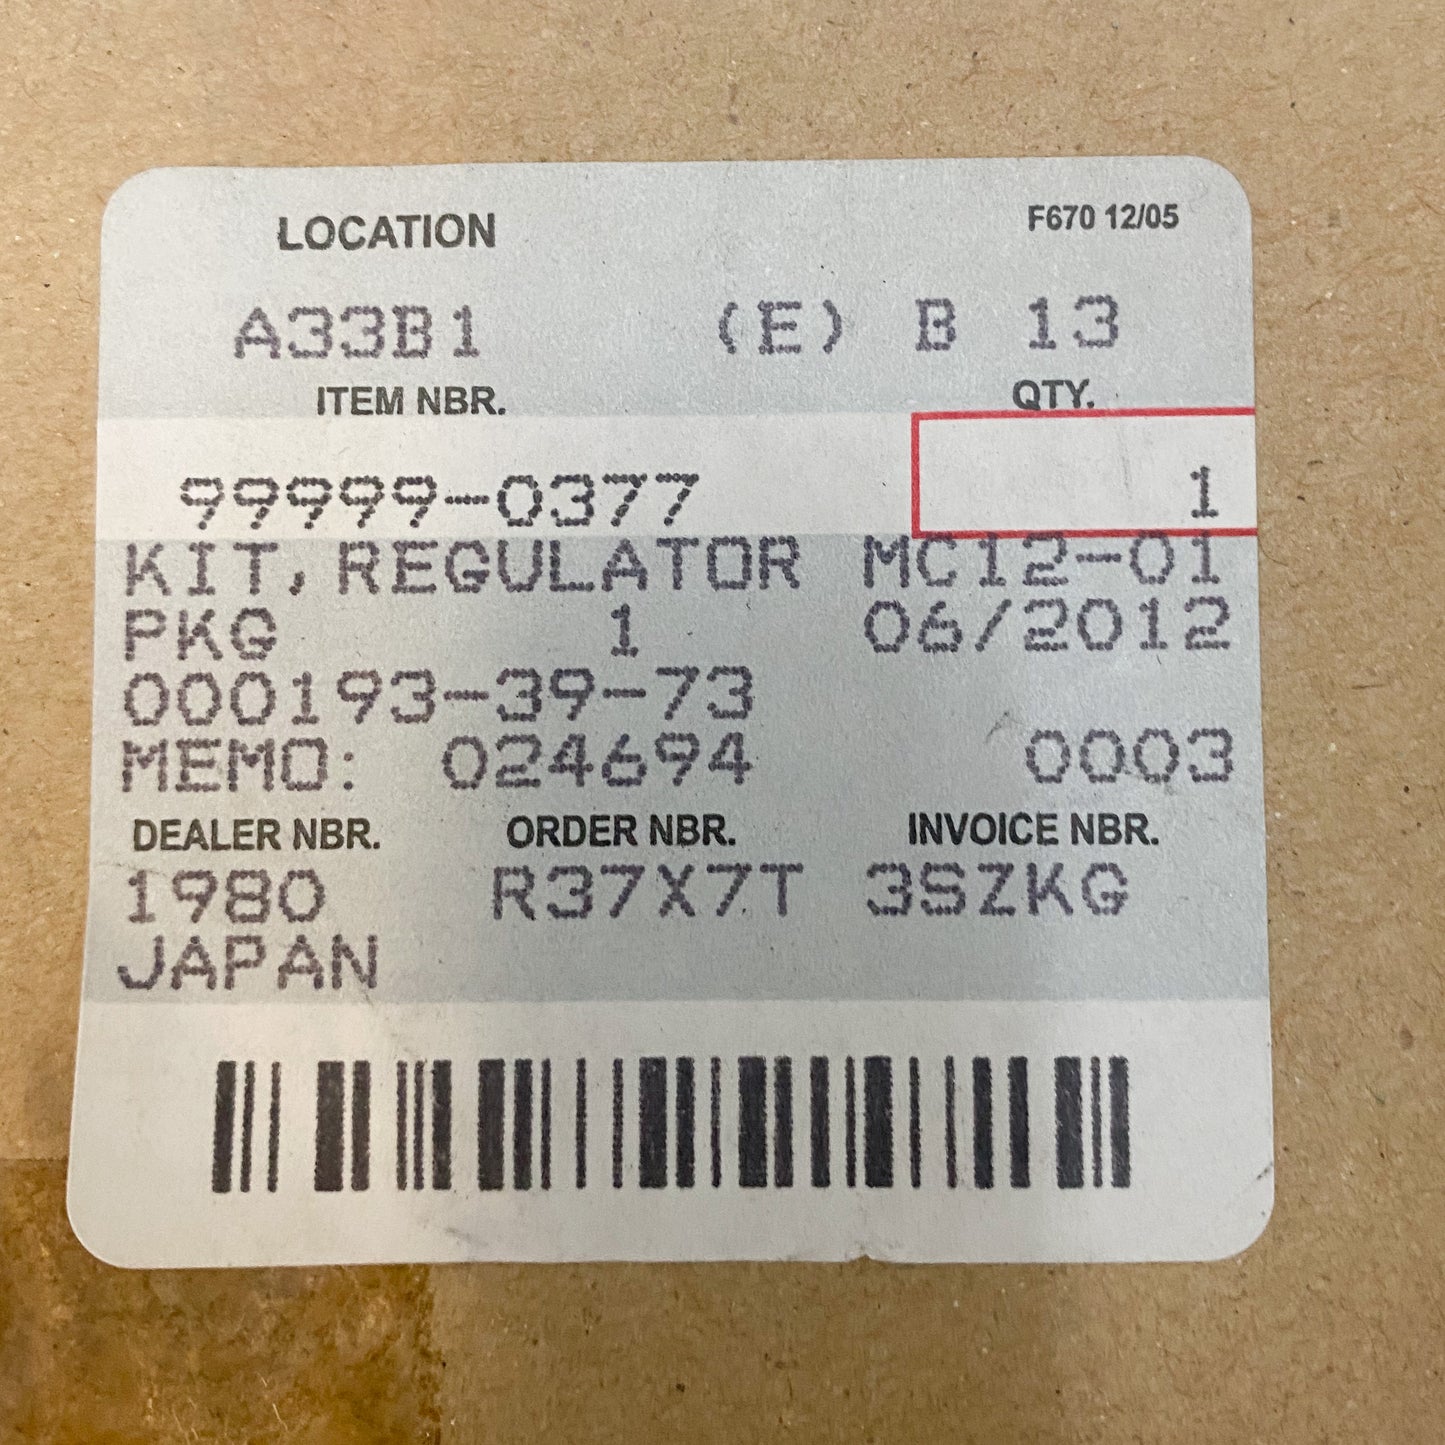 LOCATION F670 12/05
A33B1 (E) B 13
ITEM NBR. QTY.
99999-0377 1
KIT, REGULATOR MC12-01
PKG 1 06/2012
000193-39-73
MEMO: 024694 0003
DEALER NBR. ORDER NBR. INVOICE NBR.
1980 R37X7T 3SZKG
JAPAN